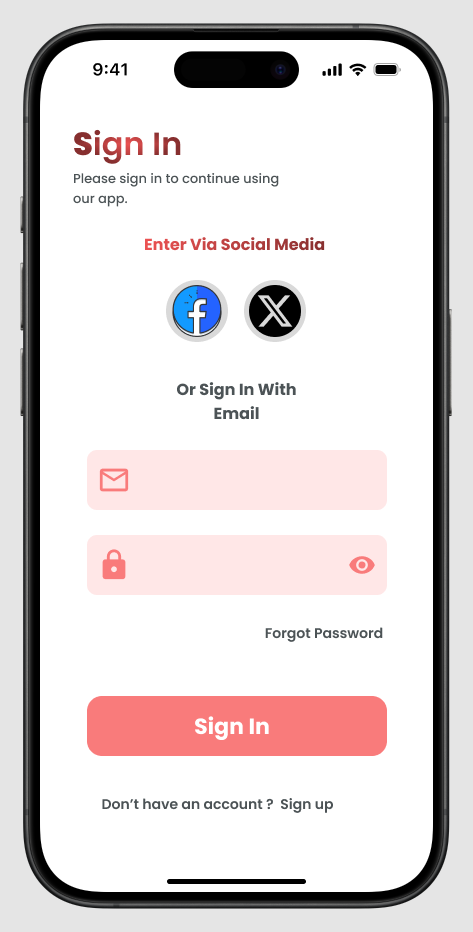 9:41
Sign In
Please sign in to continue using
our app.
Enter Via Social Media
Or Sign In With
Email
Forgot Password
Sign In
Don’t have an account ? Sign up